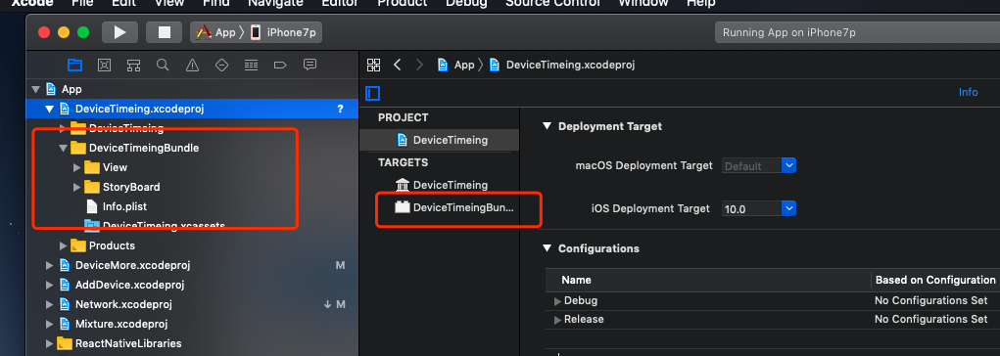 Xcode File Edit View Find Navigate Editor Product Debug Source Control Window Help
App 〉 iPhone7p
Running App on iPhone7p
App 〉 DeviceTimeing.xcodeproj
App
DeviceTimeing.xcodeproj ?
DeviceTimeing
DeviceTimeingBundle
View
StoryBoard
Info.plist
DeviceTimeing.xcassets
Products
DeviceMore.xcodeproj M
AddDevice.xcodeproj
Network.xcodeproj ↓ M
Mixture.xcodeproj
ReactNativeLibraries
Info
PROJECT
DeviceTimeing
TARGETS
DeviceTimeing
DeviceTimeingBun...
Deployment Target
macOS Deployment Target Default
iOS Deployment Target 10.0
Configurations
Name Based on Configuration
Debug No Configurations Set
Release No Configurations Set